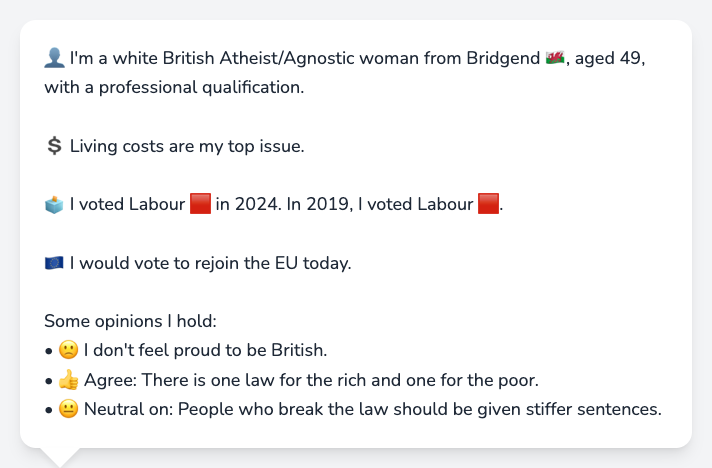 👤 I'm a white British Atheist/Agnostic woman from Bridgend 🏴󠁧󠁢󠁷󠁬󠁳󠁿, aged 49,
with a professional qualification.
💲 Living costs are my top issue.
🗳️ I voted Labour 🟥 in 2024. In 2019, I voted Labour 🟥.
🇪🇺 I would vote to rejoin the EU today.
Some opinions I hold:
• 🙁 I don't feel proud to be British.
• 👍 Agree: There is one law for the rich and one for the poor.
• 😐 Neutral on: People who break the law should be given stiffer sentences.